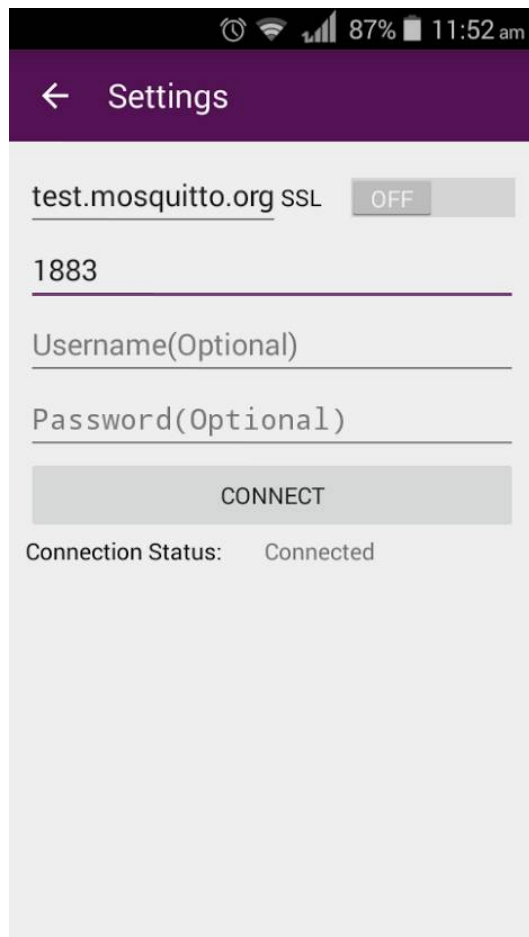 87% 11:52 am
Settings
test.mosquitto.org SSL OFF
1883
Username(Optional)
Password(Optional)
CONNECT
Connection Status: Connected